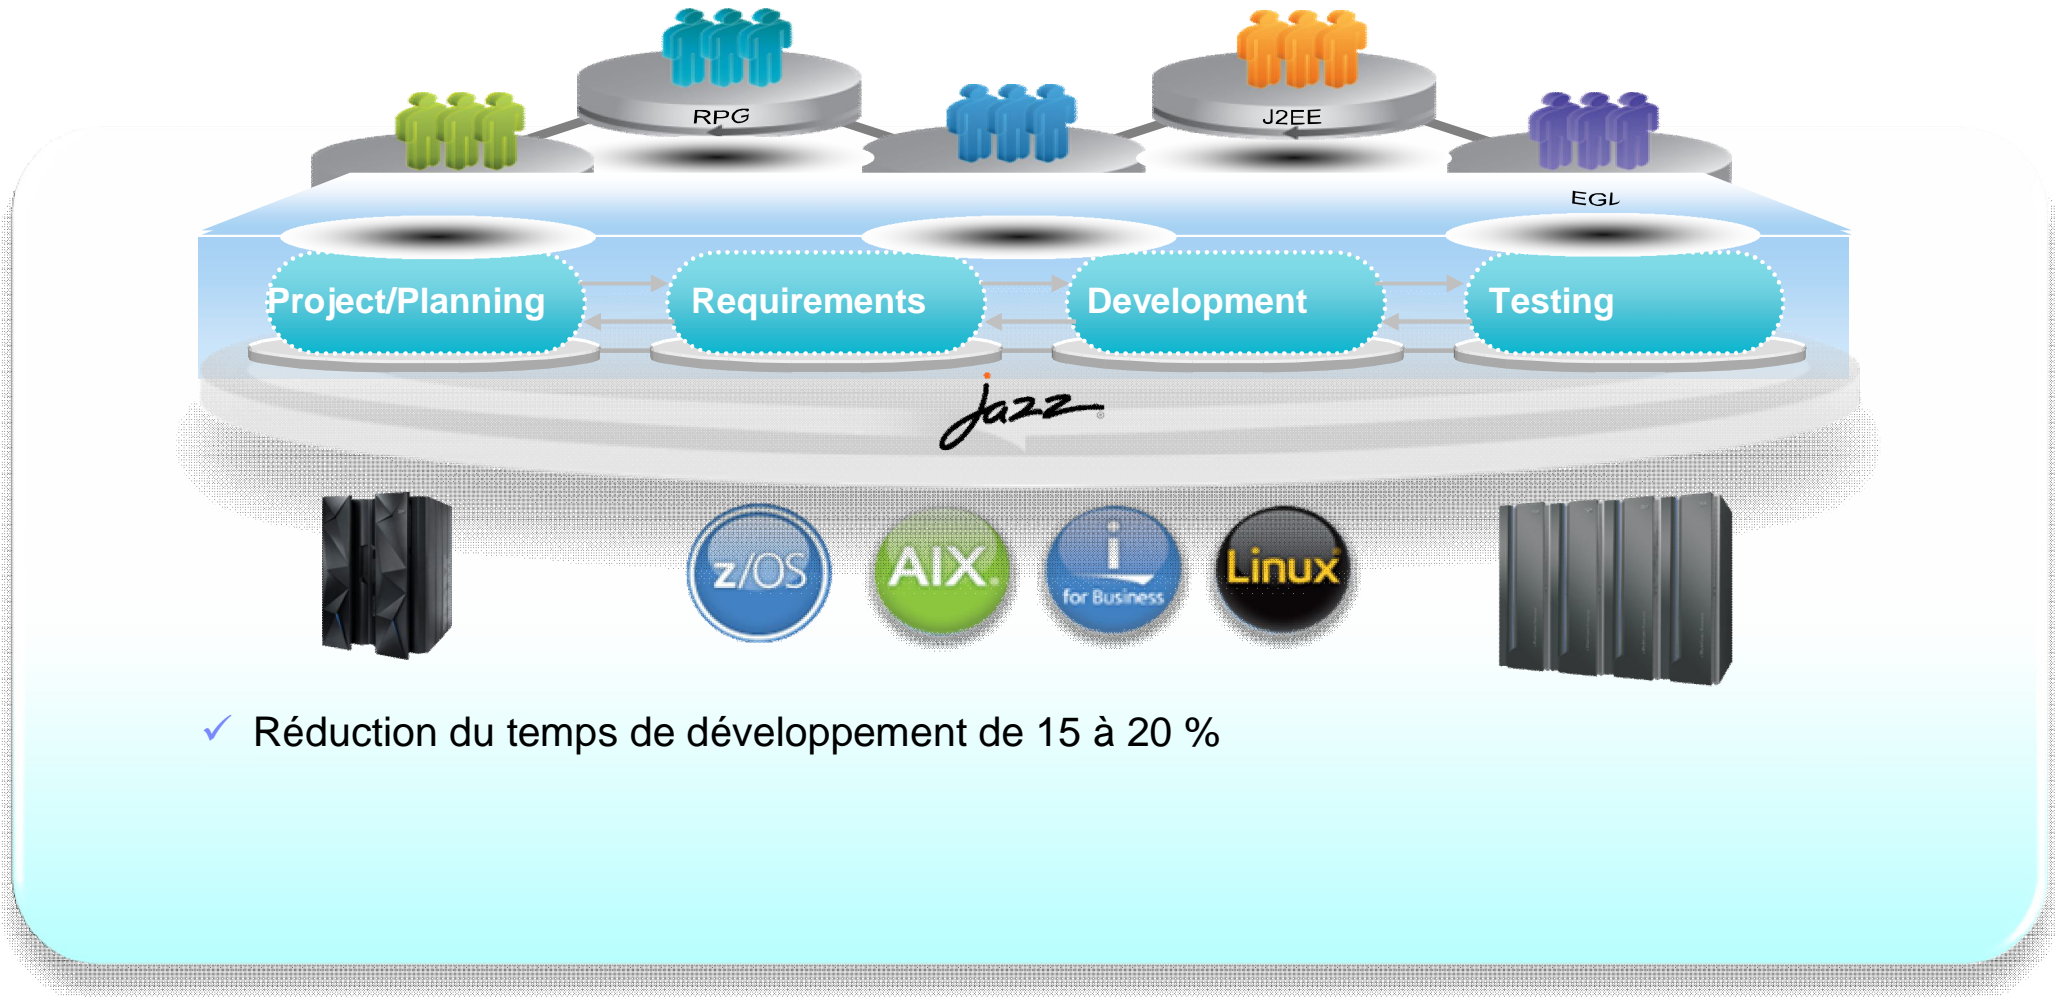 RPG
J2EE
EGL
Project/Planning
Requirements
Development
Testing
jazz
z/OS
AIX
i
for Business
Linux
✓ Réduction du temps de développement de 15 à 20 %